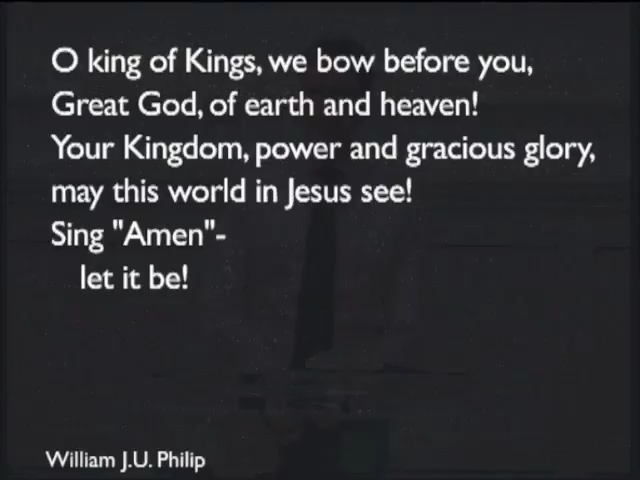 O king of Kings, we bow before you,
Great God, of earth and heaven!
Your Kingdom, power and gracious glory,
may this world in Jesus see!
Sing "Amen"-
let it be!
William J.U. Philip